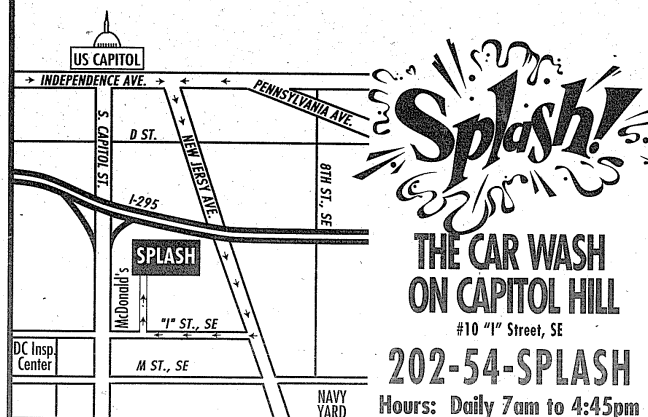 US CAPITOL
INDEPENDENCE AVE.
PENNSYLVANIA AVE.
S. CAPITOL ST.
D ST.
NEW JERSY AVE.
8TH ST., SE
I-295
SPLASH
McDonald's
"I" ST., SE
DC Insp.
Center
M ST., SE
NAVY
YARD
Splash!
THE CAR WASH
ON CAPITOL HILL
#10 "I" Street, SE
202-54-SPLASH
Hours: Daily 7am to 4:45pm